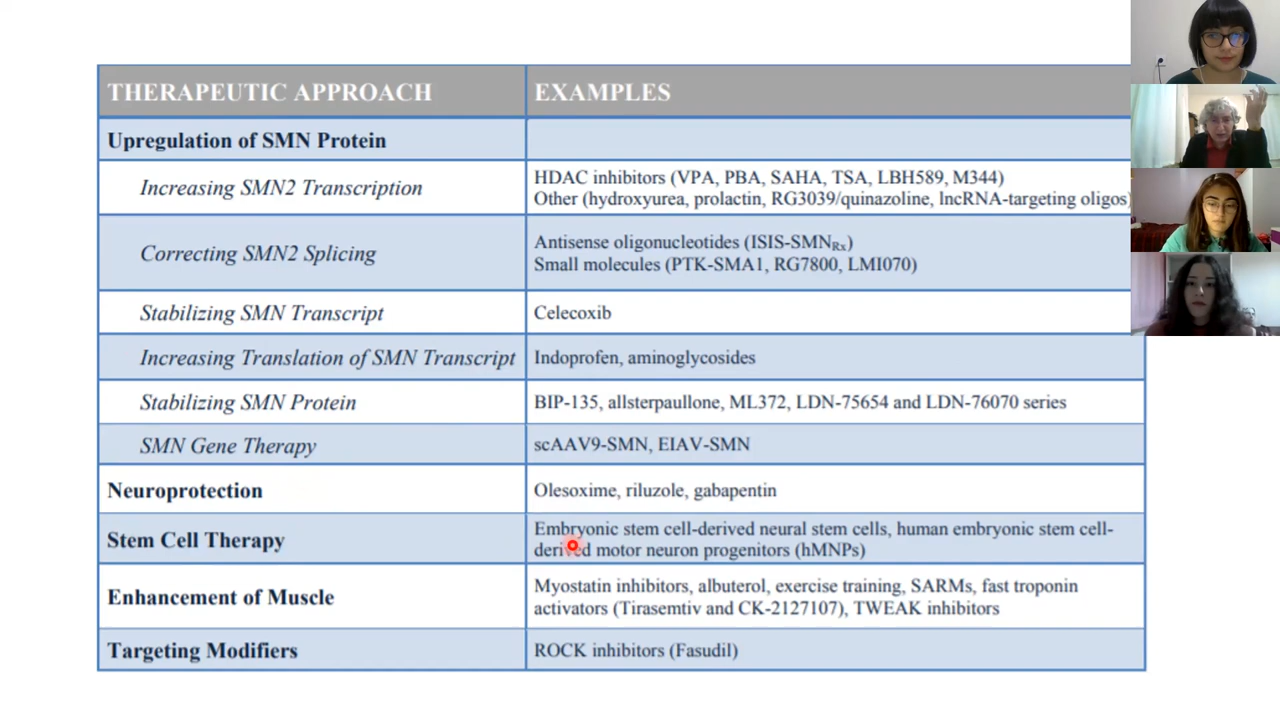 THERAPEUTIC APPROACH
EXAMPLES
Upregulation of SMN Protein
Increasing SMN2 Transcription
HDAC inhibitors (VPA, PBA, SAHA, TSA, LBH589, M344)
Other (hydroxyurea, prolactin, RG3039/quinazoline, lncRNA-targeting oligos)
Correcting SMN2 Splicing
Antisense oligonucleotides (ISIS-SMNRx)
Small molecules (PTK-SMA1, RG7800, LMI070)
Stabilizing SMN Transcript
Celecoxib
Increasing Translation of SMN Transcript
Indoprofen, aminoglycosides
Stabilizing SMN Protein
BIP-135, allsterpaullone, ML372, LDN-75654 and LDN-76070 series
SMN Gene Therapy
scAAV9-SMN, EIAV-SMN
Neuroprotection
Olesoxime, riluzole, gabapentin
Stem Cell Therapy
Embryonic stem cell-derived neural stem cells, human embryonic stem cell-
derived motor neuron progenitors (hMNPs)
Enhancement of Muscle
Myostatin inhibitors, albuterol, exercise training, SARMs, fast troponin
activators (Tirasemtiv and CK-2127107), TWEAK inhibitors
Targeting Modifiers
ROCK inhibitors (Fasudil)